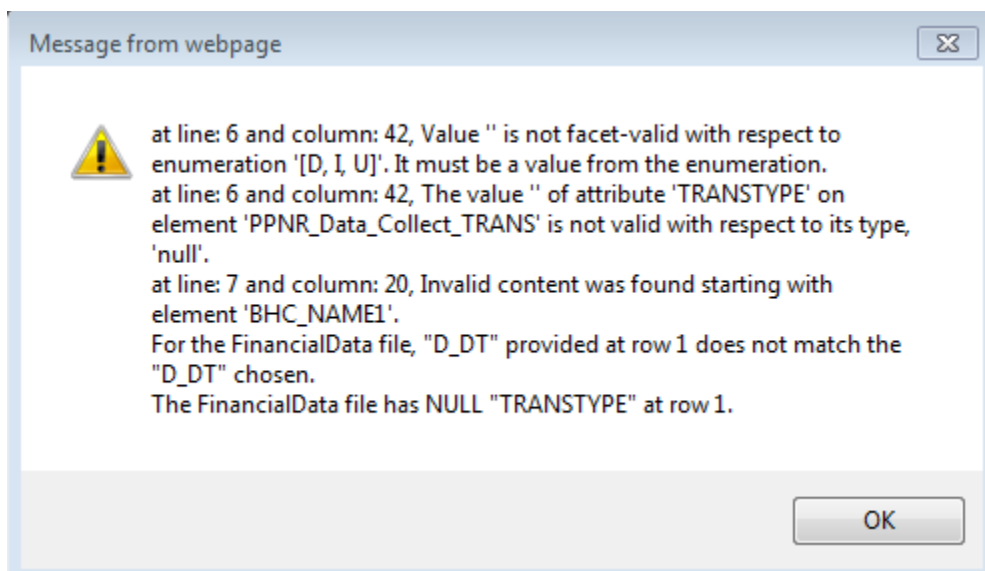 Message from webpage
at line: 6 and column: 42, Value '' is not facet-valid with respect to
enumeration '[D, I, U]'. It must be a value from the enumeration.
at line: 6 and column: 42, The value '' of attribute 'TRANSTYPE' on
element 'PPNR_Data_Collect_TRANS' is not valid with respect to its type,
'null'.
at line: 7 and column: 20, Invalid content was found starting with
element 'BHC_NAME1'.
For the FinancialData file, "D_DT" provided at row 1 does not match the
"D_DT" chosen.
The FinancialData file has NULL "TRANSTYPE" at row 1.
OK